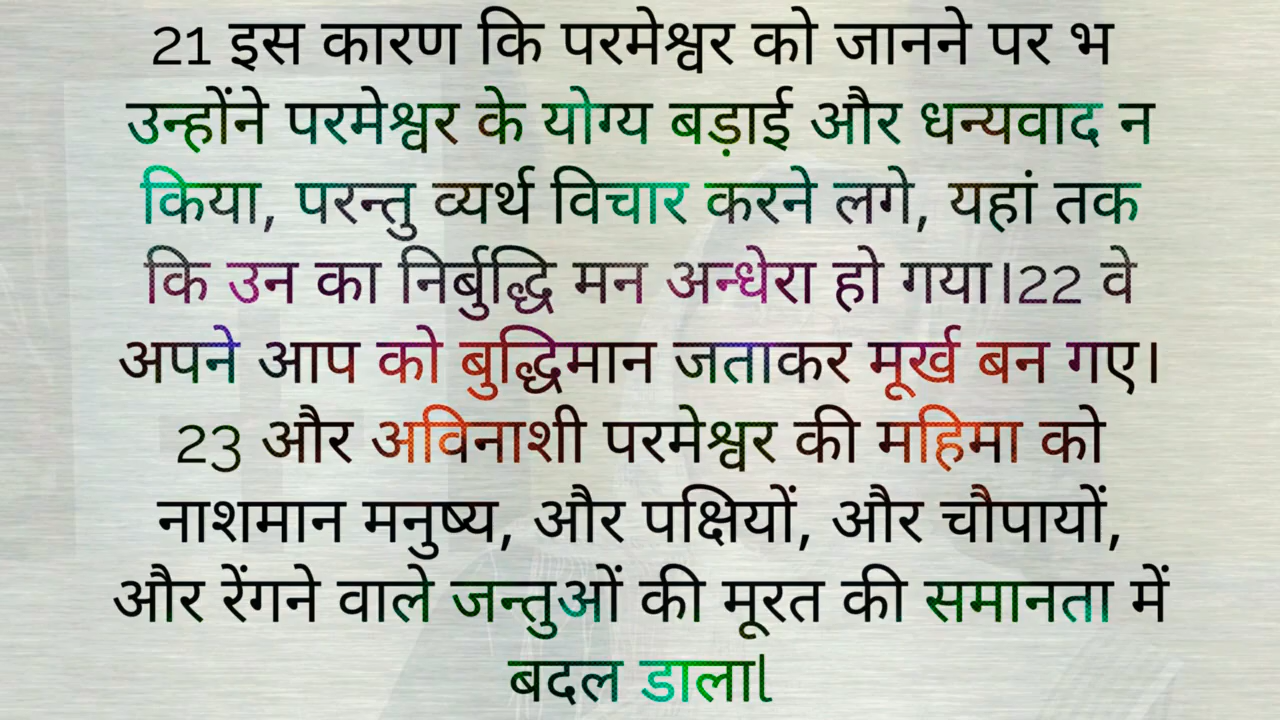 21 इस कारण कि परमेश्वर को जानने पर भ
उन्होंने परमेश्वर के योग्य बड़ाई और धन्यवाद न
किया, परन्तु व्यर्थ विचार करने लगे, यहां तक
कि उन का निर्बुद्धि मन अन्धेरा हो गया।22 वे
अपने आप को बुद्धिमान जताकर मूर्ख बन गए।
23 और अविनाशी परमेश्वर की महिमा को
नाशमान मनुष्य, और पक्षियों, और चौपायों,
और रेंगने वाले जन्तुओं की मूरत की समानता में
बदल डालाl